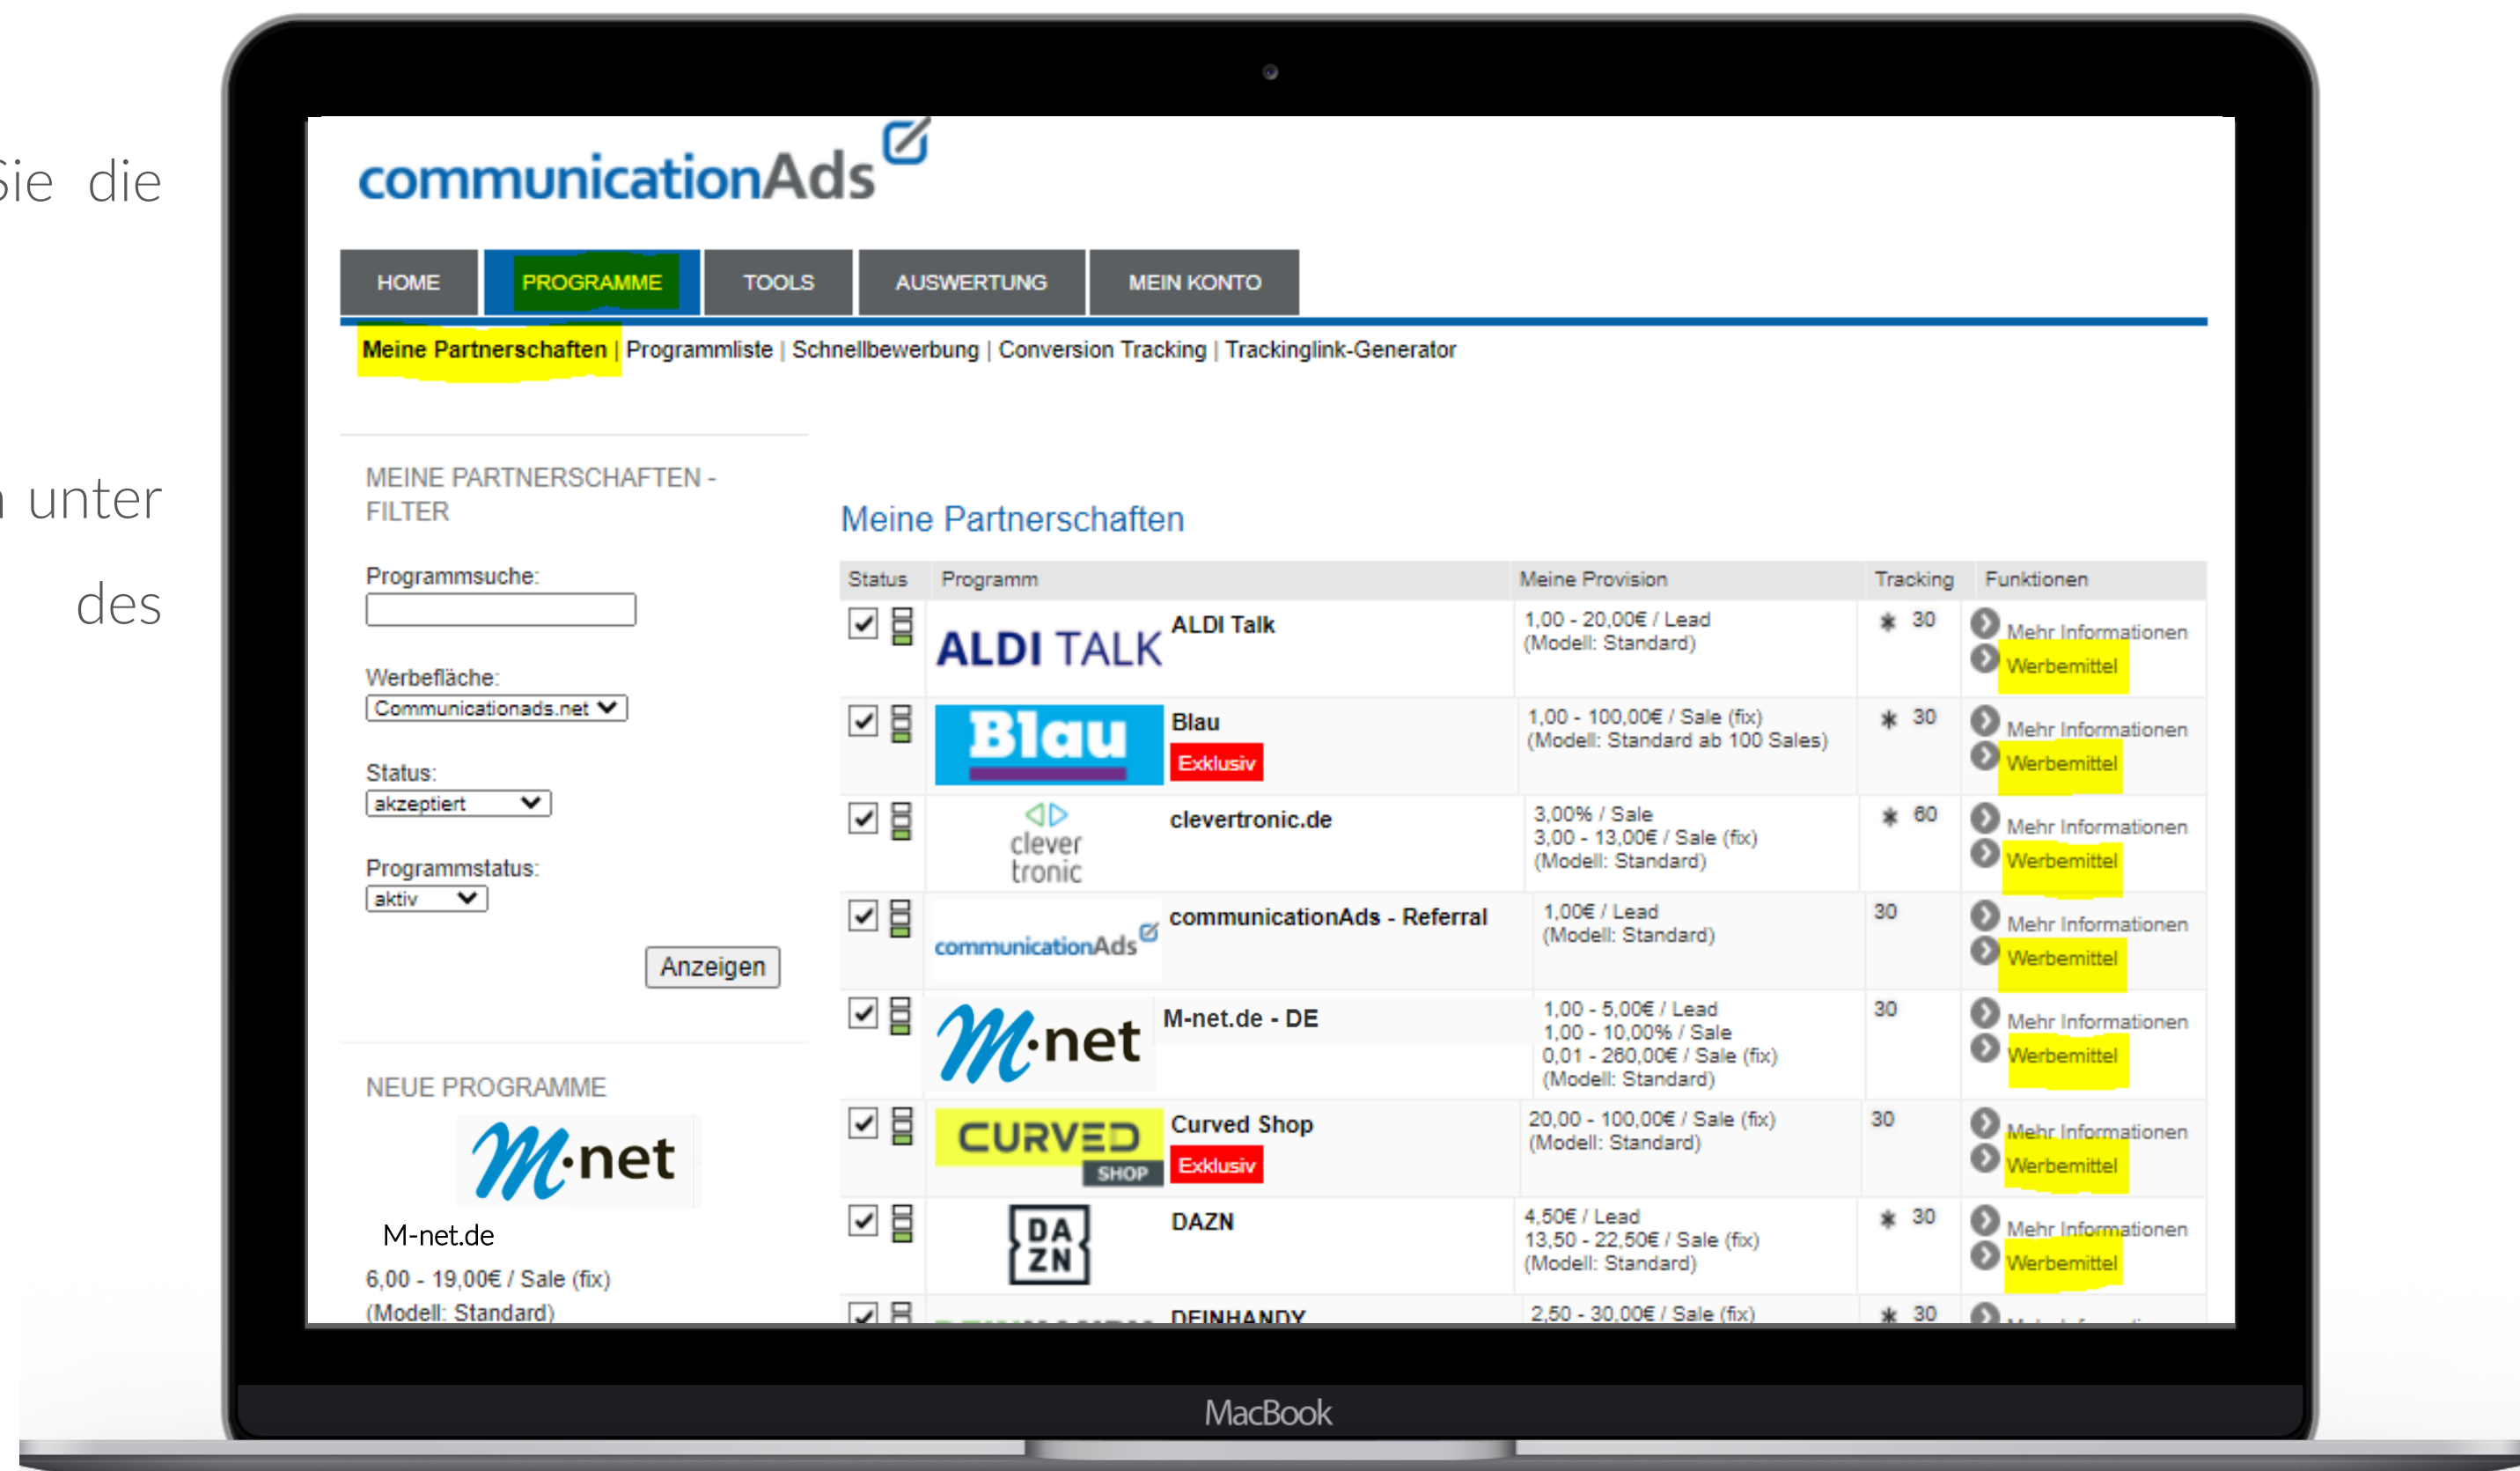 Sie die
unter
des
communicationAds
HOME PROGRAMME TOOLS AUSWERTUNG MEIN KONTO
Meine Partnerschaften | Programmliste | Schnellbewerbung | Conversion Tracking | Trackinglink-Generator
MEINE PARTNERSCHAFTEN -
FILTER
Programmsuche:
Werbefläche:
Communicationads.net
Status:
akzeptiert
Programmstatus:
aktiv
Anzeigen
NEUE PROGRAMME
M·net
M-net.de
6,00 - 19,00€ / Sale (fix)
(Modell: Standard)
Meine Partnerschaften
Status Programm Meine Provision Tracking Funktionen
ALDI TALK ALDI Talk 1,00 - 20,00€ / Lead * 30 Mehr Informationen
(Modell: Standard) Werbemittel
Blau Blau 1,00 - 100,00€ / Sale (fix) * 30 Mehr Informationen
Exklusiv (Modell: Standard ab 100 Sales) Werbemittel
clever clevertronic.de 3,00% / Sale * 60 Mehr Informationen
tronic 3,00 - 13,00€ / Sale (fix) Werbemittel
(Modell: Standard)
communicationAds communicationAds - Referral 1,00€ / Lead 30 Mehr Informationen
(Modell: Standard) Werbemittel
M·net M-net.de - DE 1,00 - 5,00€ / Lead 30 Mehr Informationen
1,00 - 10,00% / Sale Werbemittel
0,01 - 260,00€ / Sale (fix)
(Modell: Standard)
CURVED Curved Shop 20,00 - 100,00€ / Sale (fix) 30 Mehr Informationen
SHOP Exklusiv (Modell: Standard) Werbemittel
DA DAZN 4,50€ / Lead * 30 Mehr Informationen
ZN 13,50 - 22,50€ / Sale (fix) Werbemittel
(Modell: Standard)
DEINHANDY 2,50 - 30,00€ / Sale (fix) * 30
MacBook